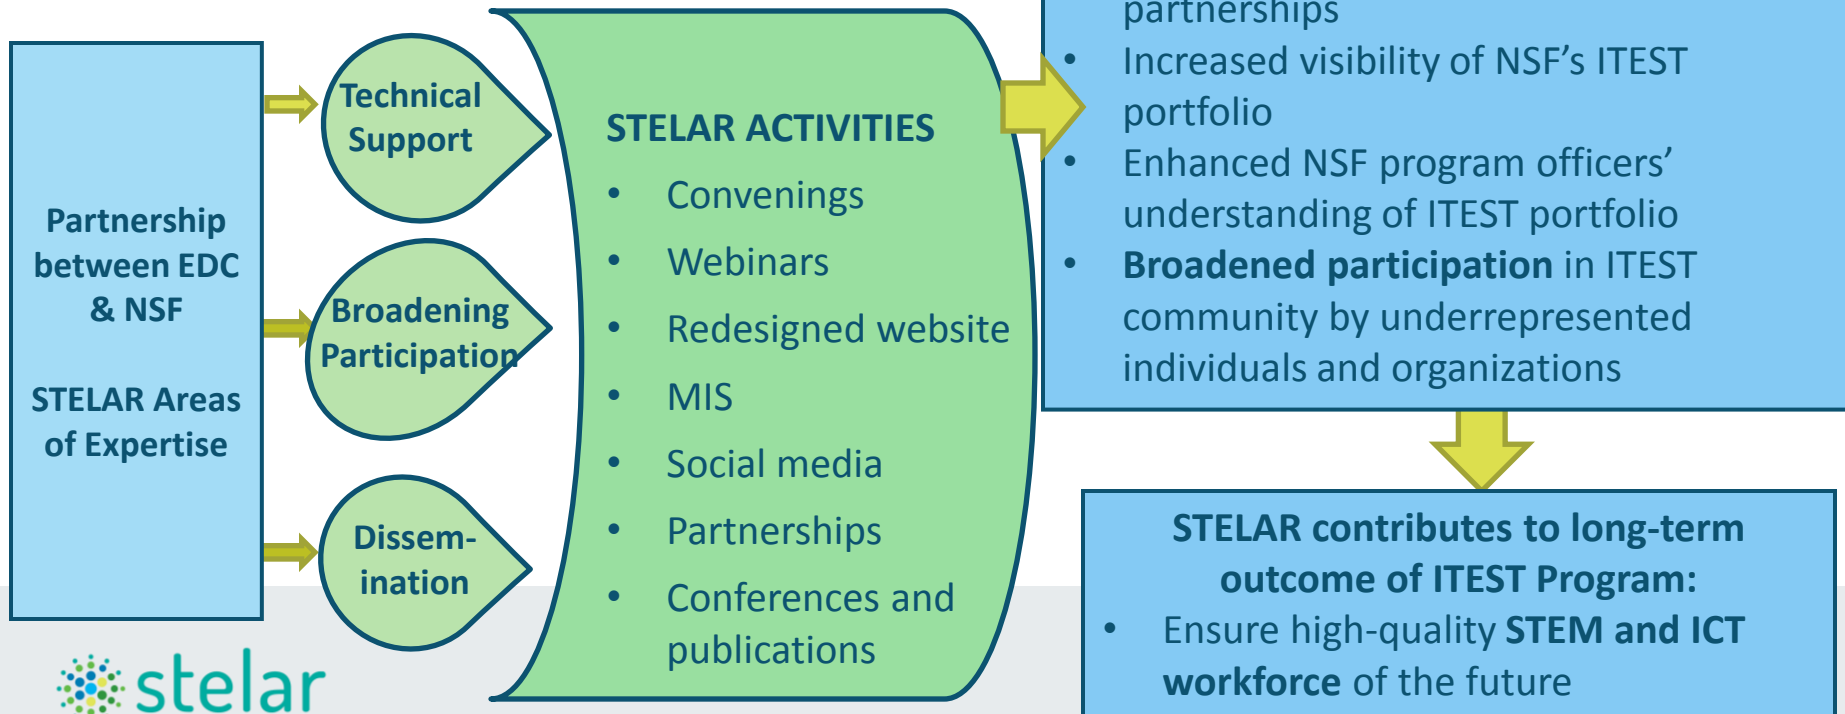 Partnership
between EDC
& NSF
STELAR Areas
of Expertise
Technical
Support
Broadening
Participation
Dissem-
ination
STELAR ACTIVITIES
• Convenings
• Webinars
• Redesigned website
• MIS
• Social media
• Partnerships
• Conferences and
publications
partnerships
• Increased visibility of NSF’s ITEST
portfolio
• Enhanced NSF program officers’
understanding of ITEST portfolio
• Broadened participation in ITEST
community by underrepresented
individuals and organizations
STELAR contributes to long-term
outcome of ITEST Program:
• Ensure high-quality STEM and ICT
workforce of the future
stelar